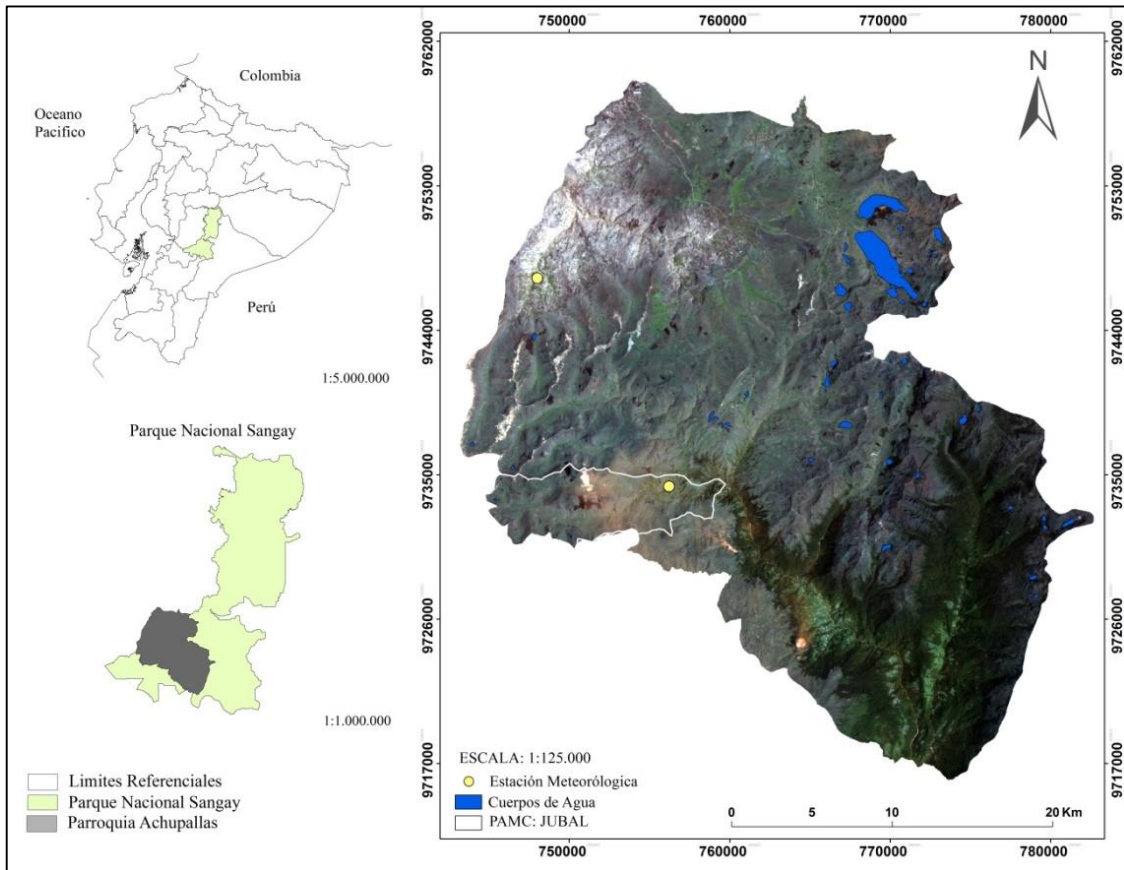 Colombia
Oceano
Pacifico
Perú
1:5.000.000
Parque Nacional Sangay
1:1.000.000
Limites Referenciales
Parque Nacional Sangay
Parroquia Achupallas
750000 760000 770000 780000
9762000
9753000
9744000
9735000
9726000
9717000
N
9762000
9753000
9744000
9735000
9726000
9717000
ESCALA: 1:125.000
Estación Meteórologica
Cuerpos de Agua
PAMC: JUBAL
0 5 10 20 Km
750000 760000 770000 780000